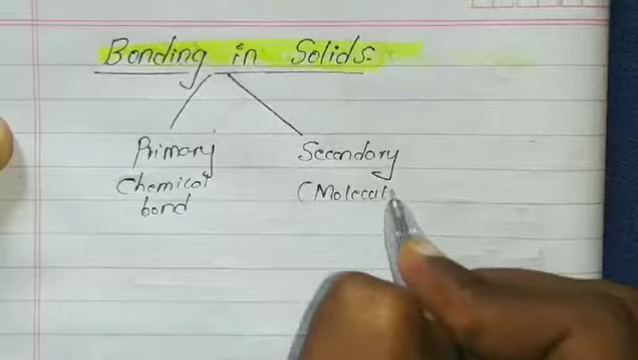 Bonding in Solids:
Primary
Chemical
bond
Secondary
(Molecul